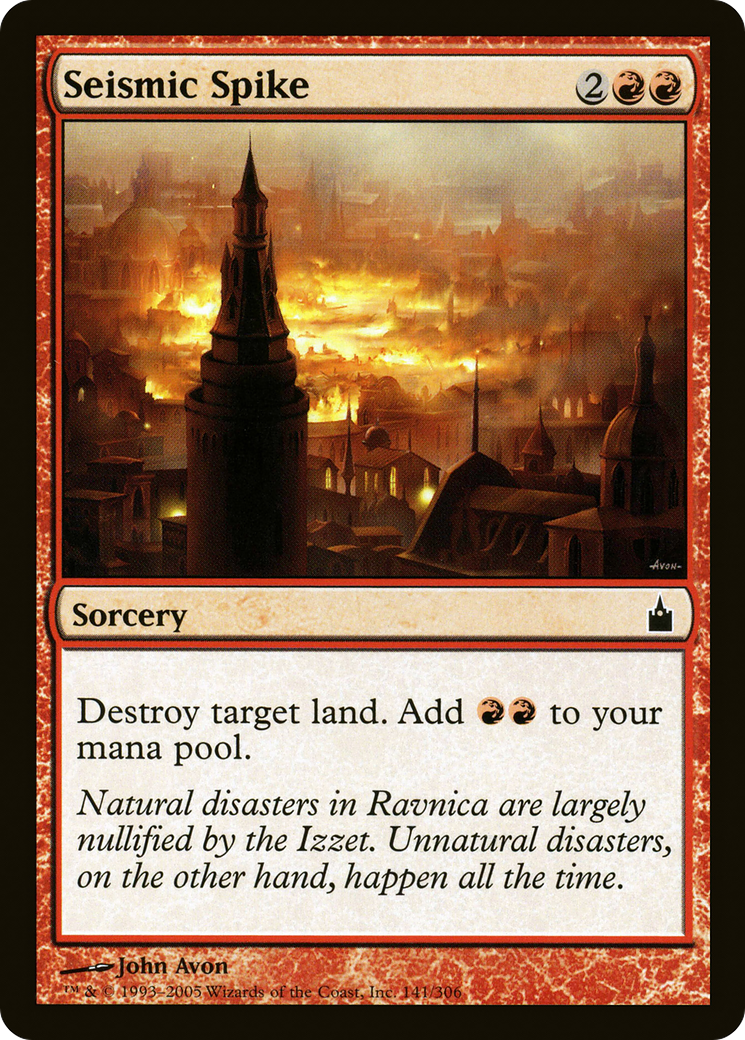 Seismic Spike
2
-AVON-
Sorcery
Destroy target land. Add to your
mana pool.
Natural disasters in Ravnica are largely
nullified by the Izzet. Unnatural disasters,
on the other hand, happen all the time.
John Avon
™ & © 1993–2005 Wizards of the Coast, Inc. 141/306